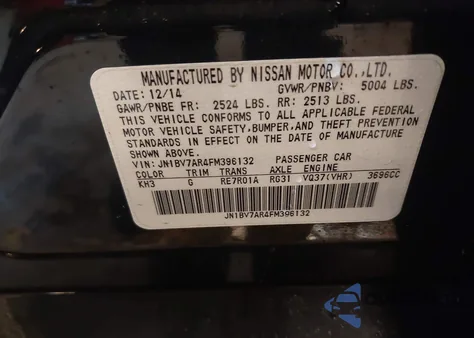 MANUFACTURED BY NISSAN MOTOR CO.,LTD.
DATE: 12/14 GVWR/PNBV: 5004 LBS.
GAWR/PNBE FR: 2524 LBS. RR: 2513 LBS.
THIS VEHICLE CONFORMS TO ALL APPLICABLE FEDERAL
MOTOR VEHICLE SAFETY, BUMPER, AND THEFT PREVENTION
STANDARDS IN EFFECT ON THE DATE OF MANUFACTURE
SHOWN ABOVE.
VIN: JN1BV7AR4FM396132 PASSENGER CAR
COLOR TRIM TRANS AXLE ENGINE
KH3 G RE7R01A RG31 VQ37(VHR) 3696CC
JN1BV7AR4FM396132